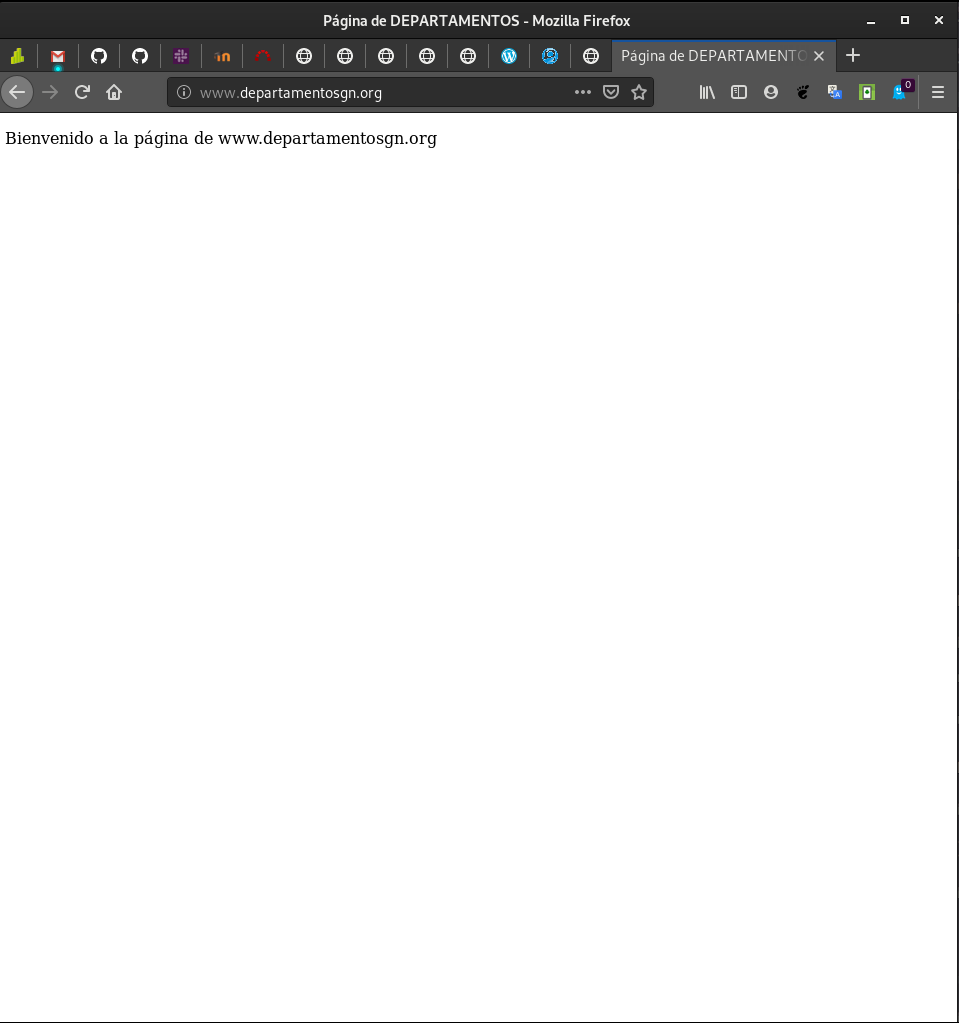 Página de DEPARTAMENTOS - Mozilla Firefox
Página de DEPARTAMENTO
www.departamentosgn.org
0
Bienvenido a la página de www.departamentosgn.org